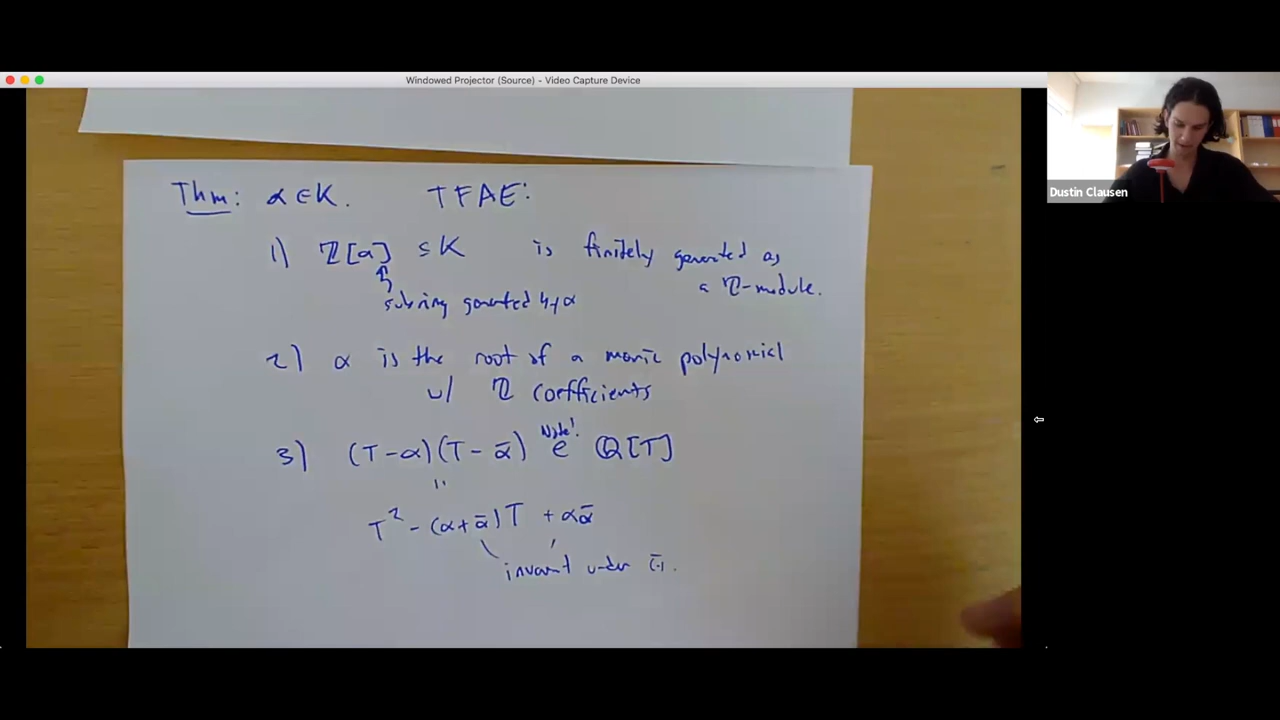 Windowed Projector (Source) - Video Capture Device
Dustin Clausen
Thm: α ∈ K. TFAE:
1) ℤ[α] ⊆ K is finitely generated as
a ℤ-module.
subring generated by α
2) α is the root of a monic polynomial
w/ ℤ coefficients
Note!
3) (T-α)(T-ᾱ) ∈ ℚ[T]
"
T² - (α+ᾱ)T + αᾱ
invariant under (̄·).